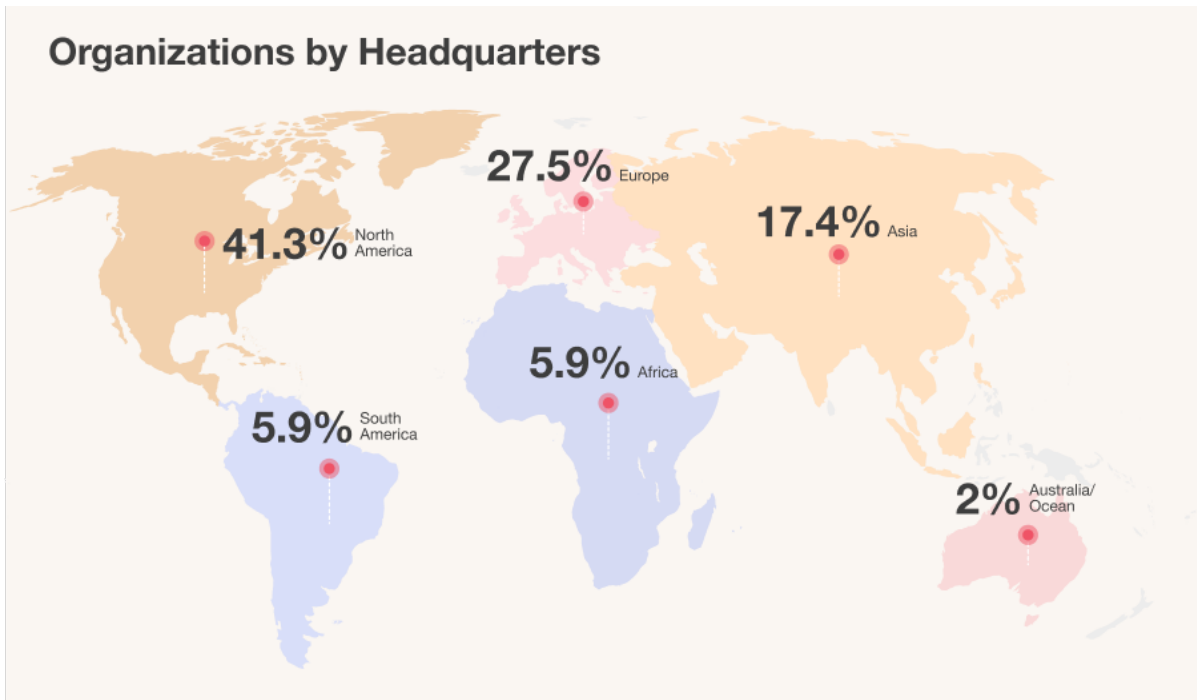 Organizations by Headquarters
27.5% Europe
17.4% Asia
41.3% North
America
5.9% Africa
5.9% South
America
2% Australia/
Ocean